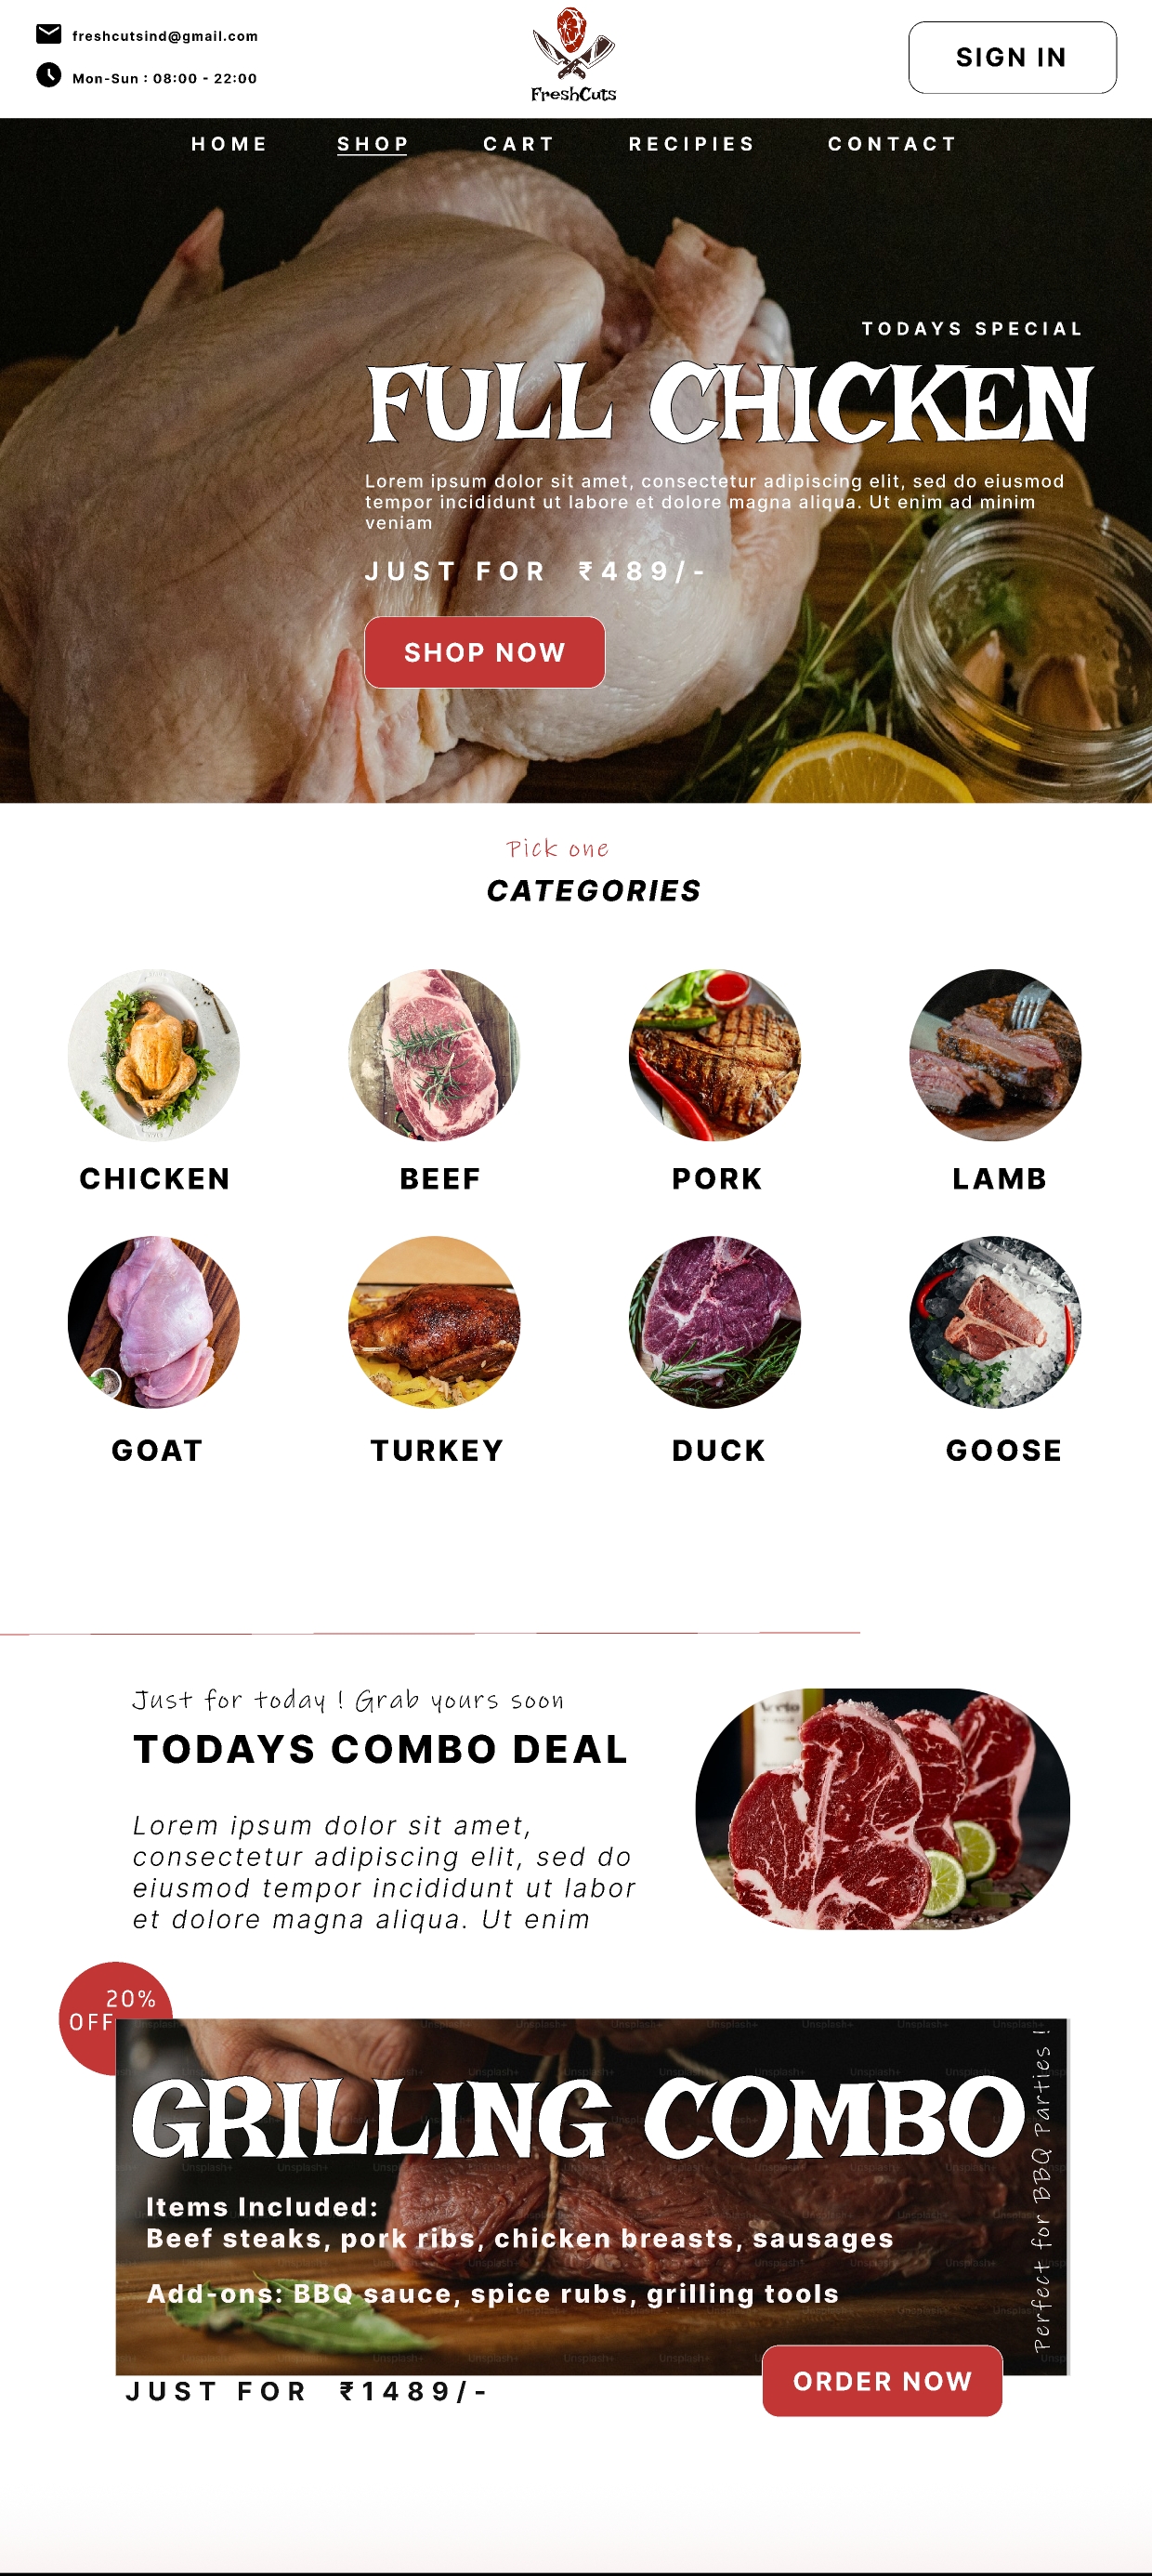 freshcutsind@gmail.com
Mon-Sun : 08:00 - 22:00
FreshCuts
SIGN IN
HOME SHOP CART RECIPIES CONTACT
TODAYS SPECIAL
FULL CHICKEN
Lorem ipsum dolor sit amet, consectetur adipiscing elit, sed do eiusmod
tempor incididunt ut labore et dolore magna aliqua. Ut enim ad minim
veniam
JUST FOR ₹489/-
SHOP NOW
Pick one
CATEGORIES
CHICKEN BEEF PORK LAMB
GOAT TURKEY DUCK GOOSE
Just for today ! Grab yours soon
TODAYS COMBO DEAL
Lorem ipsum dolor sit amet,
consectetur adipiscing elit, sed do
eiusmod tempor incididunt ut labor
et dolore magna aliqua. Ut enim
20%
OFF
GRILLING COMBO
Items Included:
Beef steaks, pork ribs, chicken breasts, sausages
Add-ons: BBQ sauce, spice rubs, grilling tools
Perfect for BBQ Parties !
JUST FOR ₹1489/-
ORDER NOW
Unsplash+